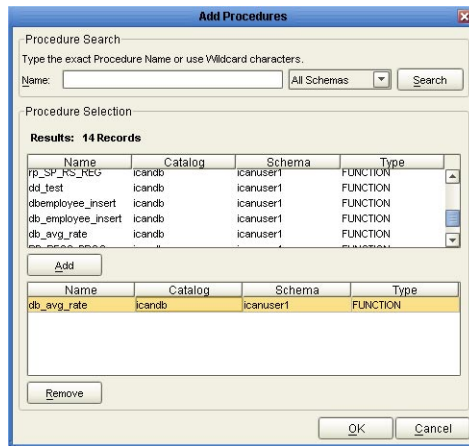 Add Procedures
Procedure Search
Type the exact Procedure Name or use Wildcard characters.
Name: All Schemas Search
Procedure Selection
Results: 14 Records
Name Catalog Schema Type
rp_SP_RS_REG icandb icanuser1 FUNCTION
dd_test icandb icanuser1 FUNCTION
dbemployee_insert icandb icanuser1 FUNCTION
db_employee_insert icandb icanuser1 FUNCTION
db_avg_rate icandb icanuser1 FUNCTION
Add
Name Catalog Schema Type
db_avg_rate icandb icanuser1 FUNCTION
Remove
OK Cancel